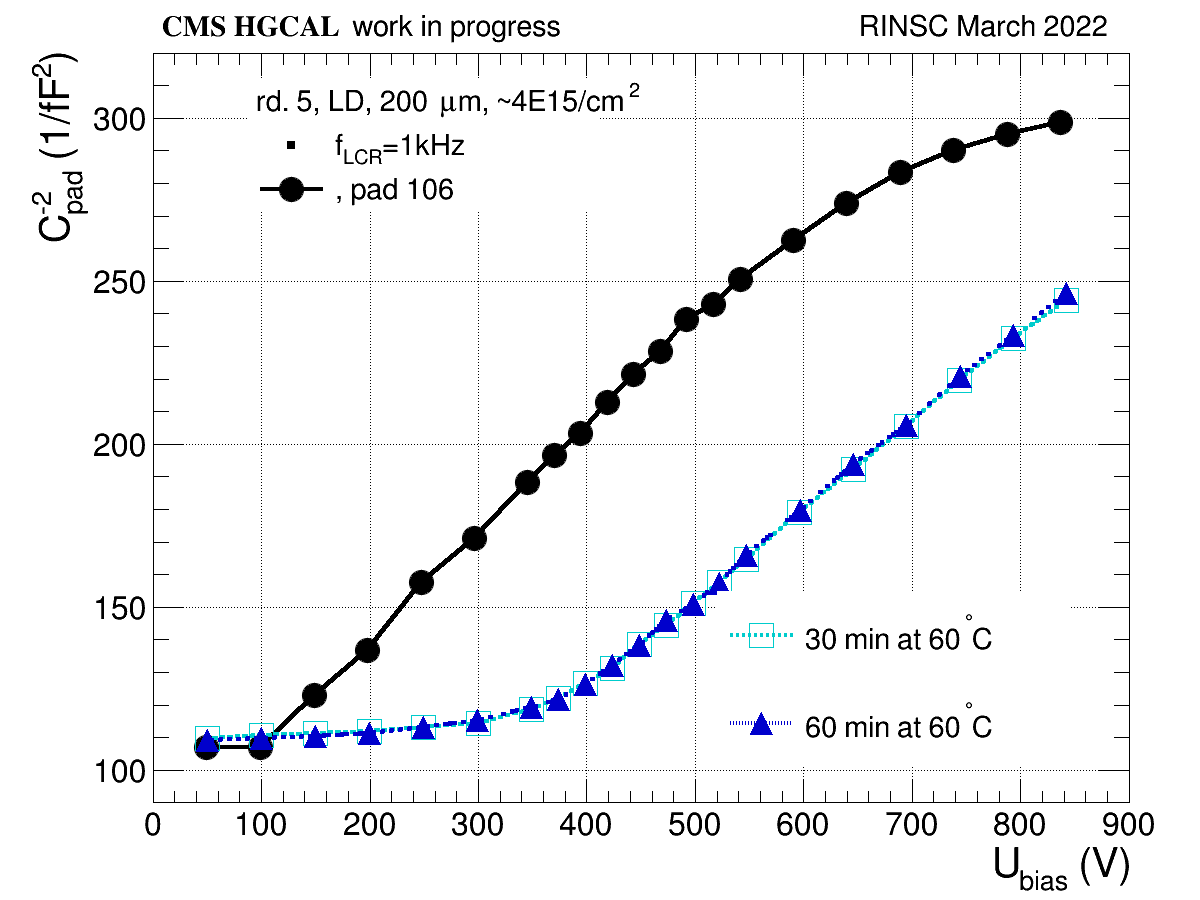 CMS HGCAL work in progress
RINSC March 2022
C⁻²pad (1/fF²)
rd. 5, LD, 200 μm, ~4E15/cm²
fLCR=1kHz
, pad 106
300
250
200
150
100
30 min at 60°C
60 min at 60°C
0 100 200 300 400 500 600 700 800 900
Ubias (V)